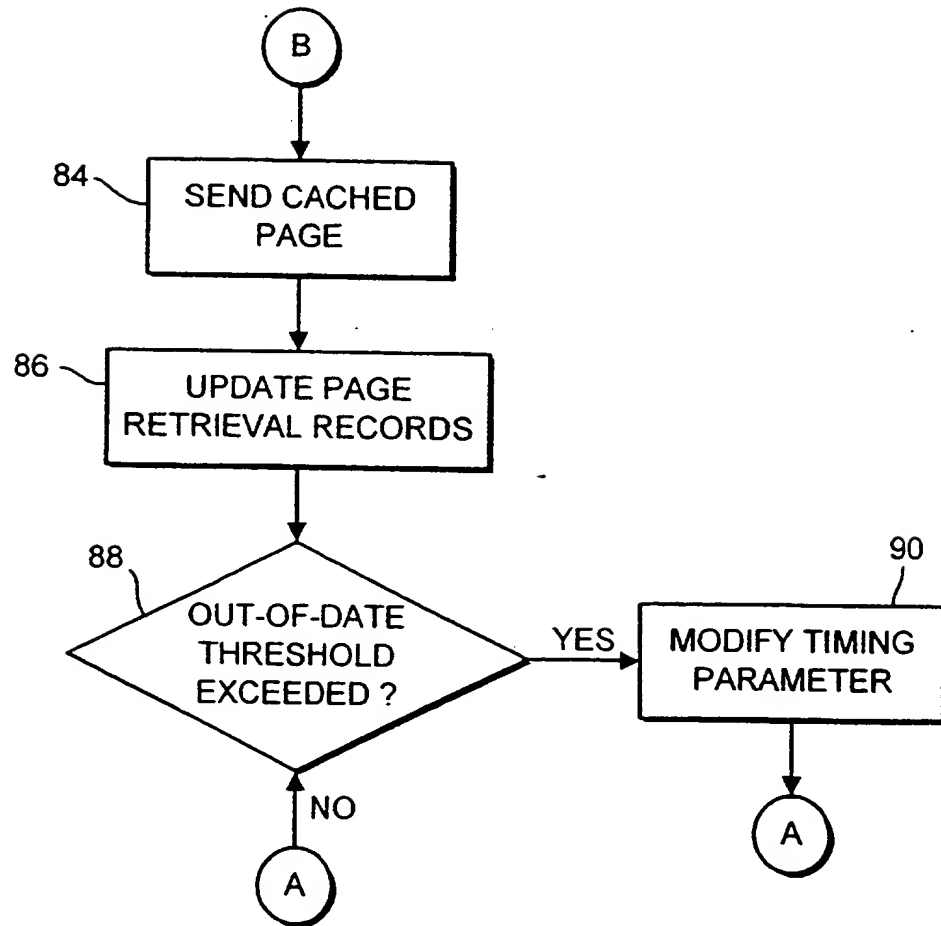 B
84
SEND CACHED
PAGE
86
UPDATE PAGE
RETRIEVAL RECORDS
88
OUT-OF-DATE
THRESHOLD
EXCEEDED ?
YES
90
MODIFY TIMING
PARAMETER
NO
A
A